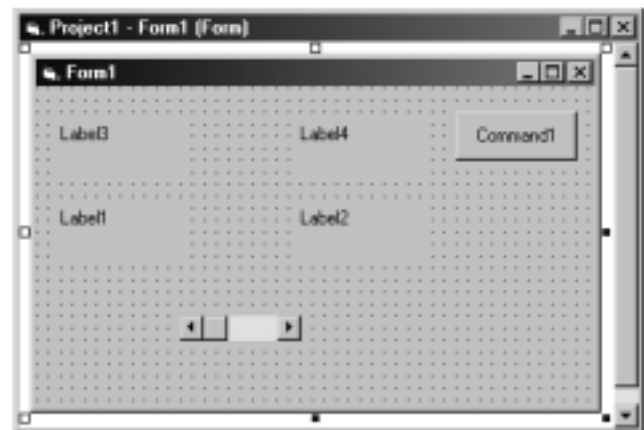 Project1 - Form1 (Form)
Form1
Label3
Label4
Command1
Label1
Label2